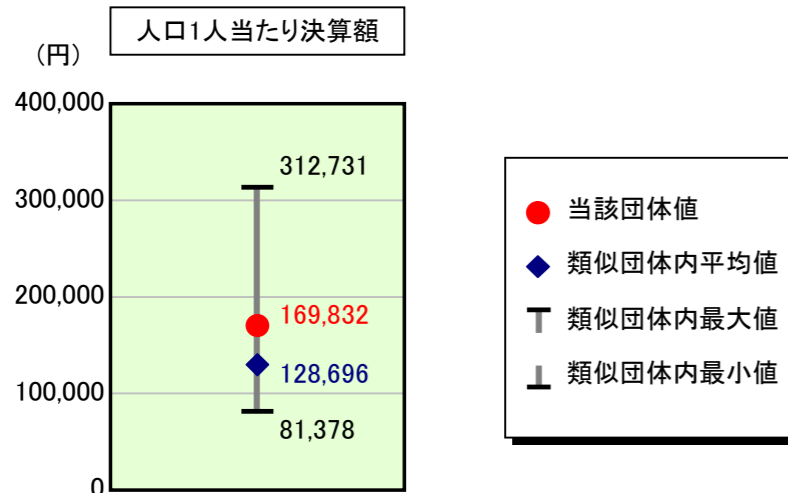 人口1人当たり決算額
(円)
400,000
300,000
200,000
100,000
0
312,731
169,832
128,696
81,378
当該団体値
類似団体内平均値
類似団体内最大値
類似団体内最小値